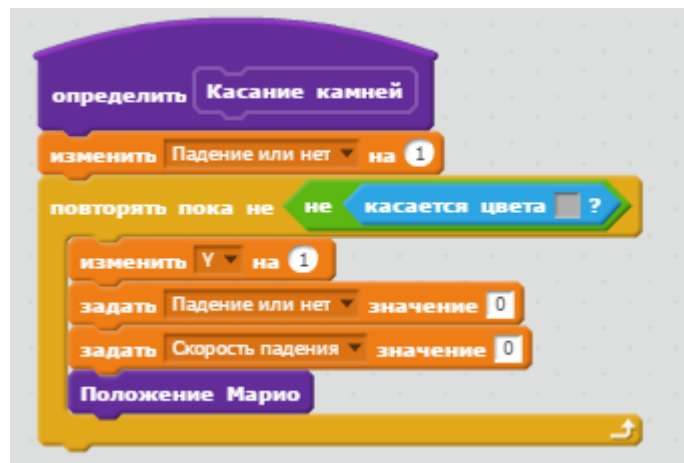 определить Касание камней
изменить Падение или нет на 1
повторять пока не не касается цвета ?
изменить Y на 1
задать Падение или нет значение 0
задать Скорость падения значение 0
Положение Марио